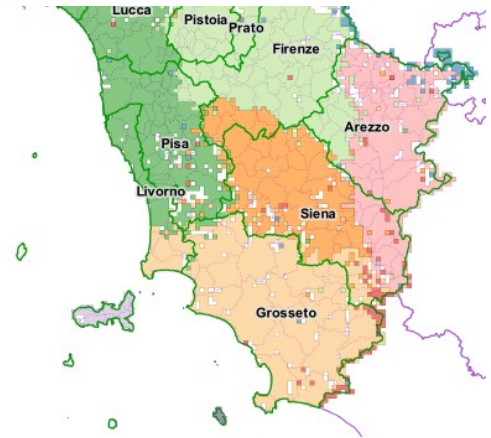 Lucca
Pistoia
Prato
Firenze
Arezzo
Pisa
Livorno
Siena
Grosseto